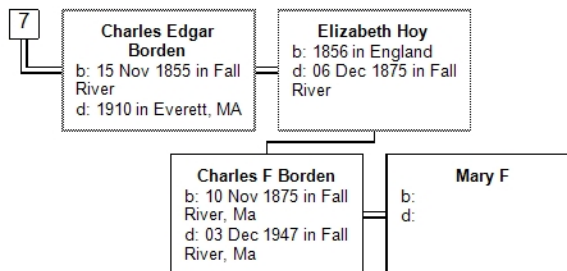 7
Charles Edgar
Borden
b: 15 Nov 1855 in Fall
River
d: 1910 in Everett, MA
Elizabeth Hoy
b: 1856 in England
d: 06 Dec 1875 in Fall
River
Charles F Borden
b: 10 Nov 1875 in Fall
River, Ma
d: 03 Dec 1947 in Fall
River, Ma
Mary F
b:
d: